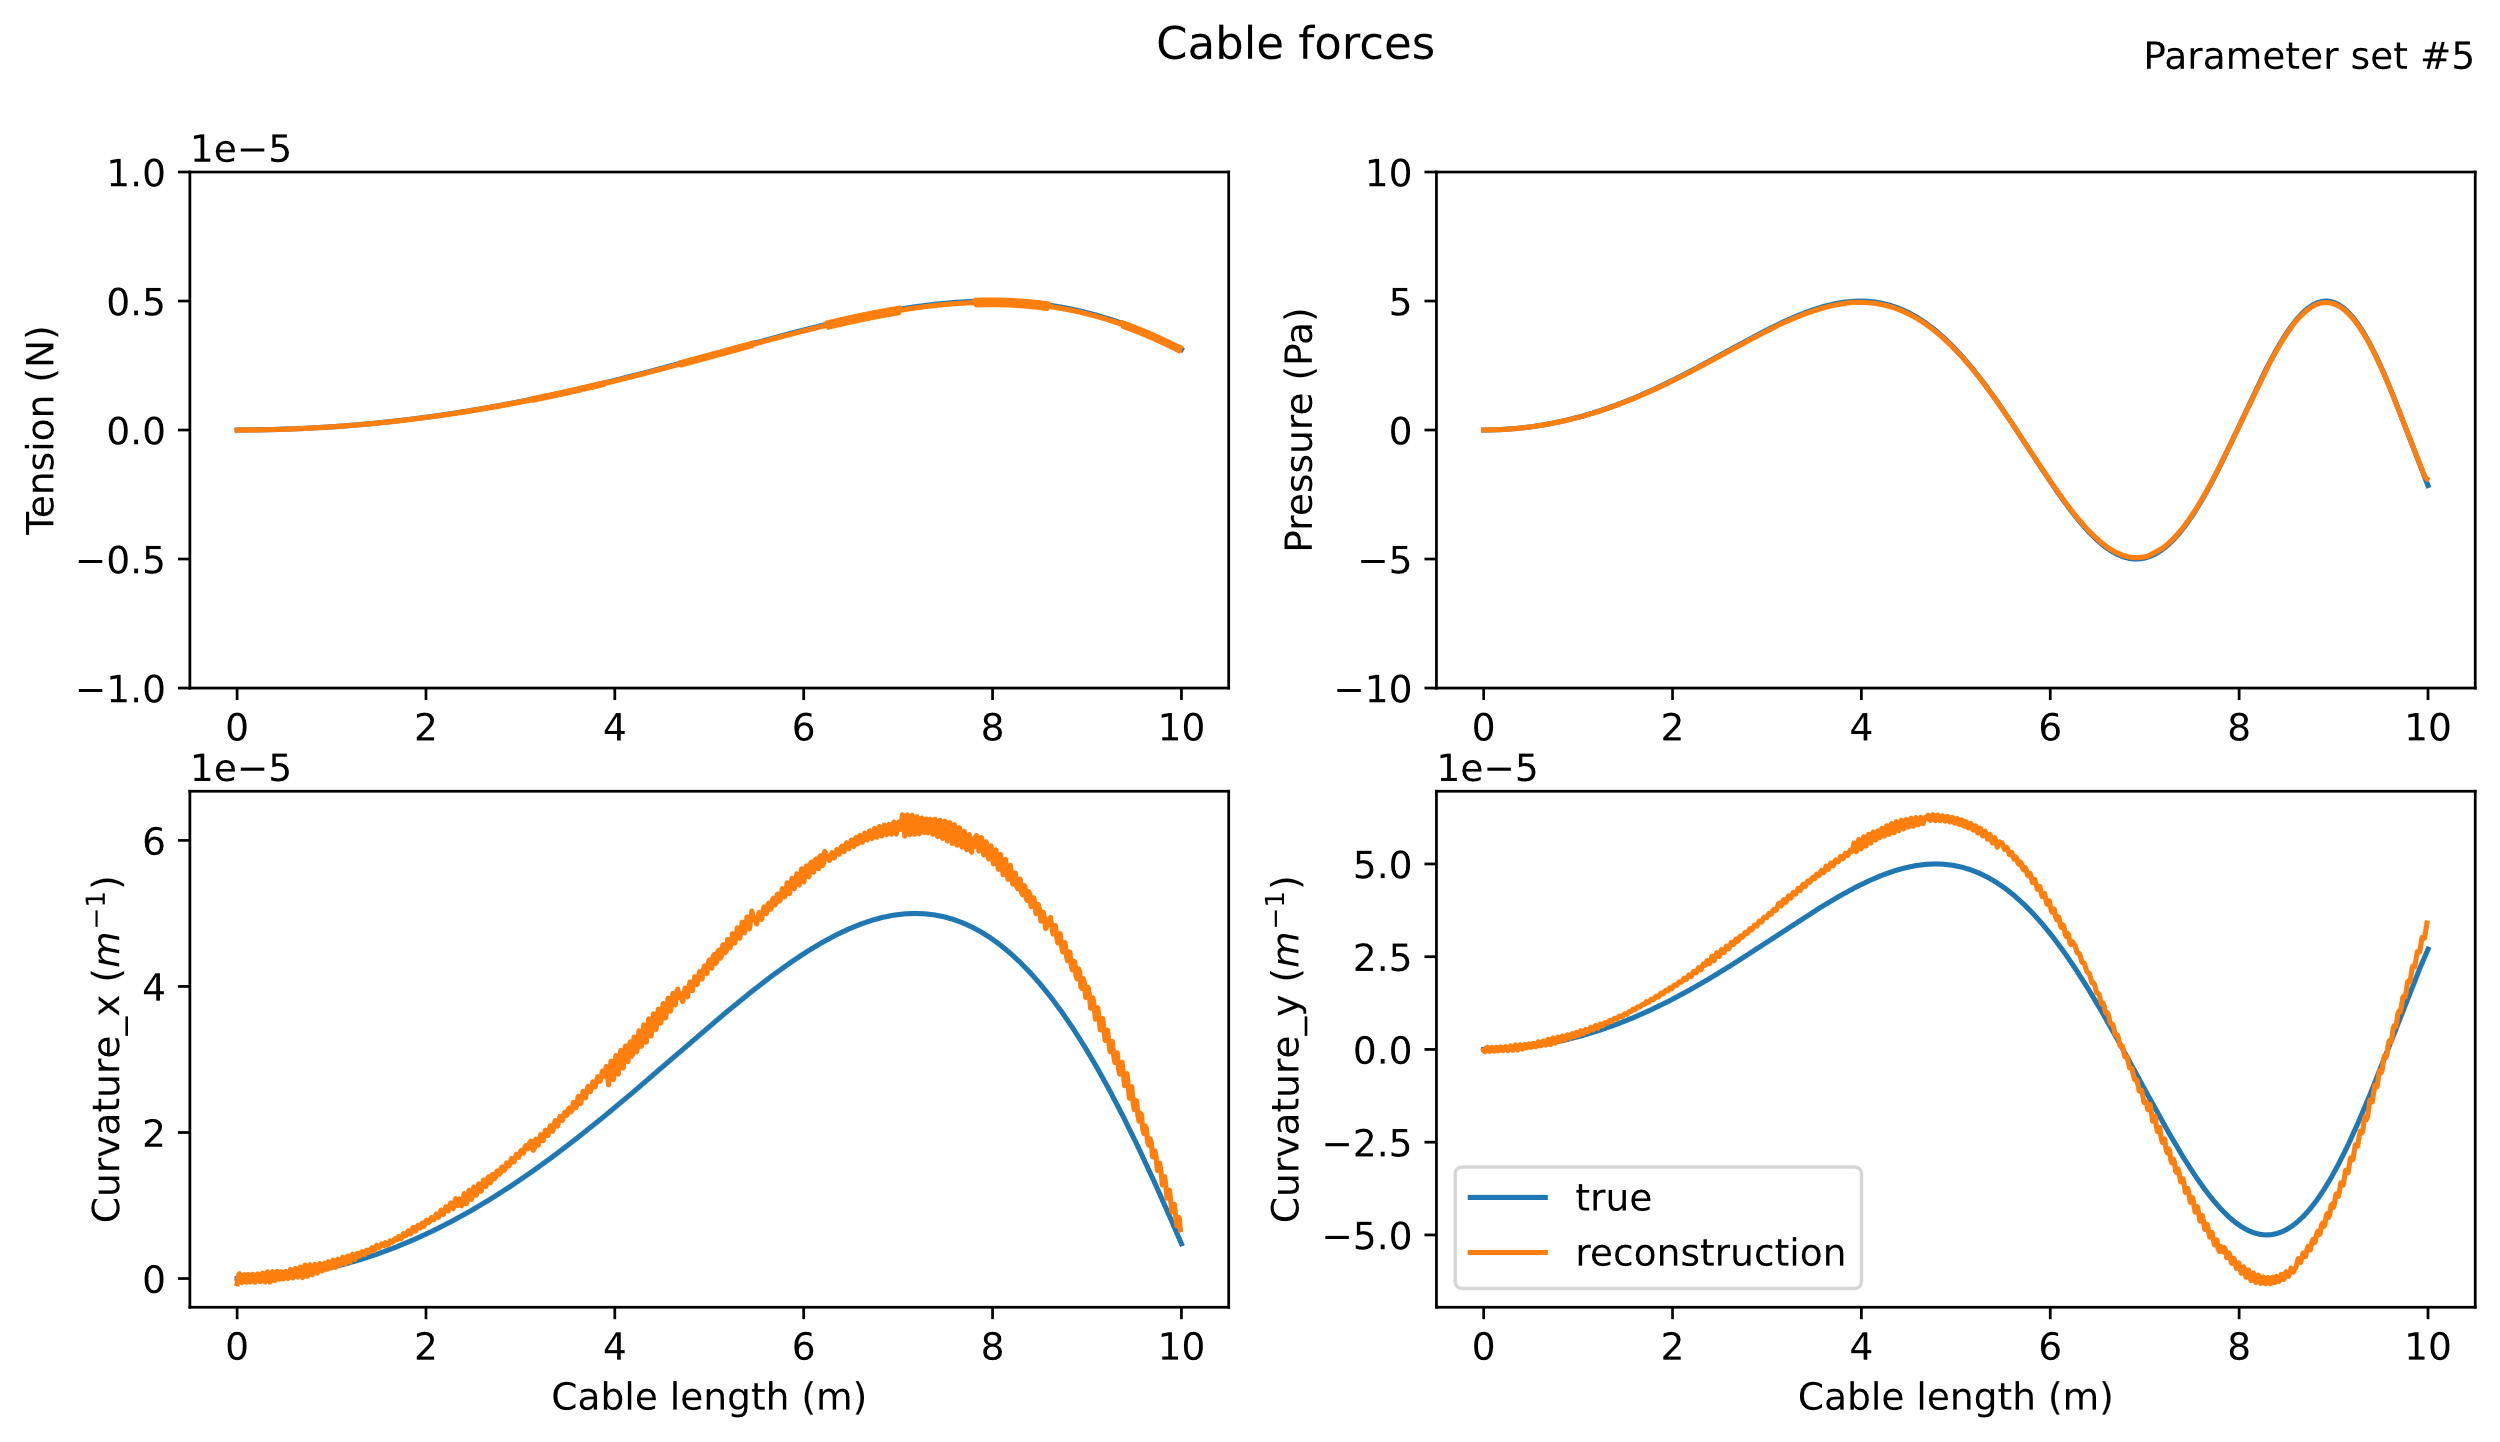 Cable forces
Parameter set #5
1e−5
1.0
0.5
0.0
−0.5
−1.0
Tension (N)
0 2 4 6 8 10
10
5
0
−5
−10
Pressure (Pa)
0 2 4 6 8 10
1e−5
6
4
2
0
Curvature_x (m⁻¹)
0 2 4 6 8 10
Cable length (m)
1e−5
5.0
2.5
0.0
−2.5
−5.0
Curvature_y (m⁻¹)
true
reconstruction
0 2 4 6 8 10
Cable length (m)